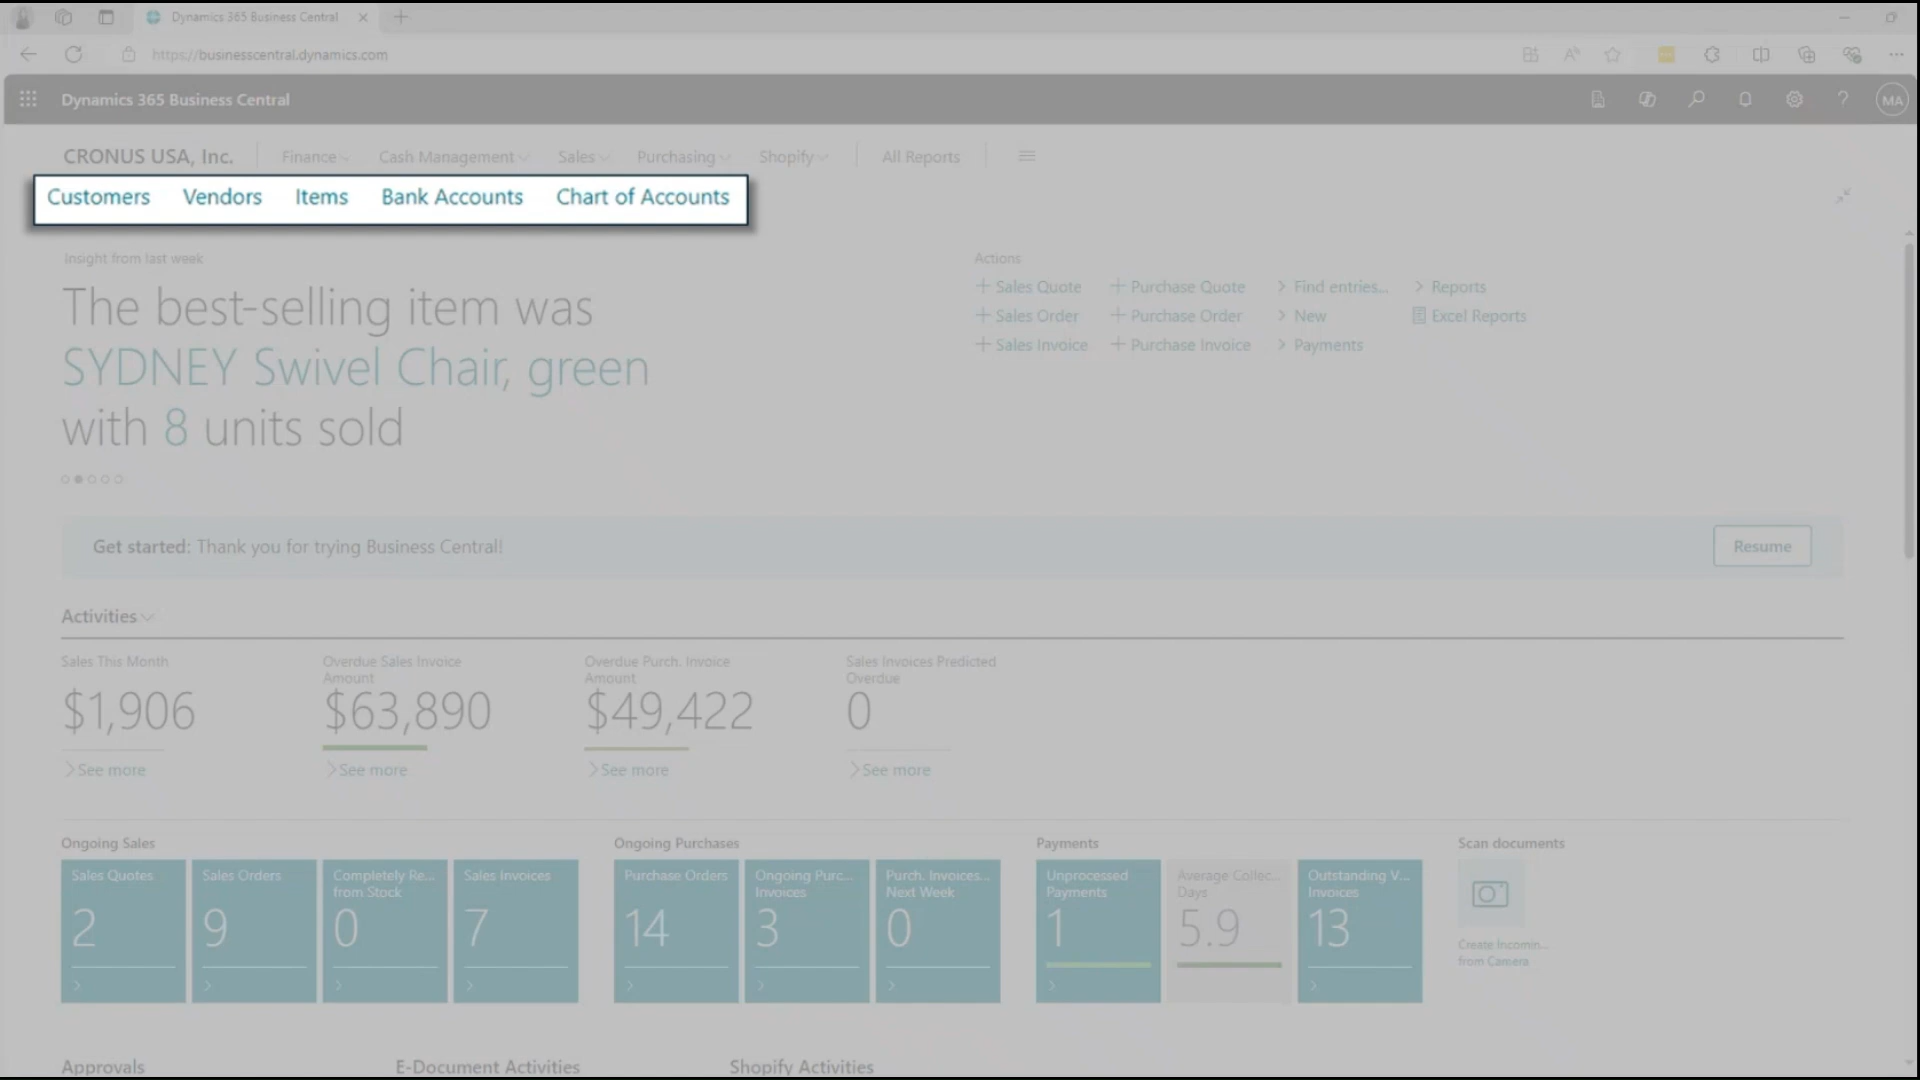 Dynamics 365 Business Central
https://businesscentral.dynamics.com
Dynamics 365 Business Central
MA
CRONUS USA, Inc. Finance Cash Management Sales Purchasing Shopify All Reports
Customers Vendors Items Bank Accounts Chart of Accounts
Insight from last week
The best-selling item was
SYDNEY Swivel Chair, green
with 8 units sold
Actions
+ Sales Quote + Purchase Quote > Find entries... > Reports
+ Sales Order + Purchase Order > New Excel Reports
+ Sales Invoice + Purchase Invoice > Payments
Get started: Thank you for trying Business Central! Resume
Activities
Sales This Month
$1,906
>See more
Overdue Sales Invoice
Amount
$63,890
>See more
Overdue Purch. Invoice
Amount
$49,422
>See more
Sales Invoices Predicted
Overdue
0
>See more
Ongoing Sales
Sales Quotes
2
Sales Orders
9
Completely Re...
from Stock
0
Sales Invoices
7
Ongoing Purchases
Purchase Orders
14
Ongoing Purc...
Invoices
3
Purch. Invoices...
Next Week
0
Payments
Unprocessed
Payments
1
Average Collec...
Days
5.9
Outstanding V...
Invoices
13
Scan documents
Create Incomin...
from Camera
Approvals E-Document Activities Shopify Activities